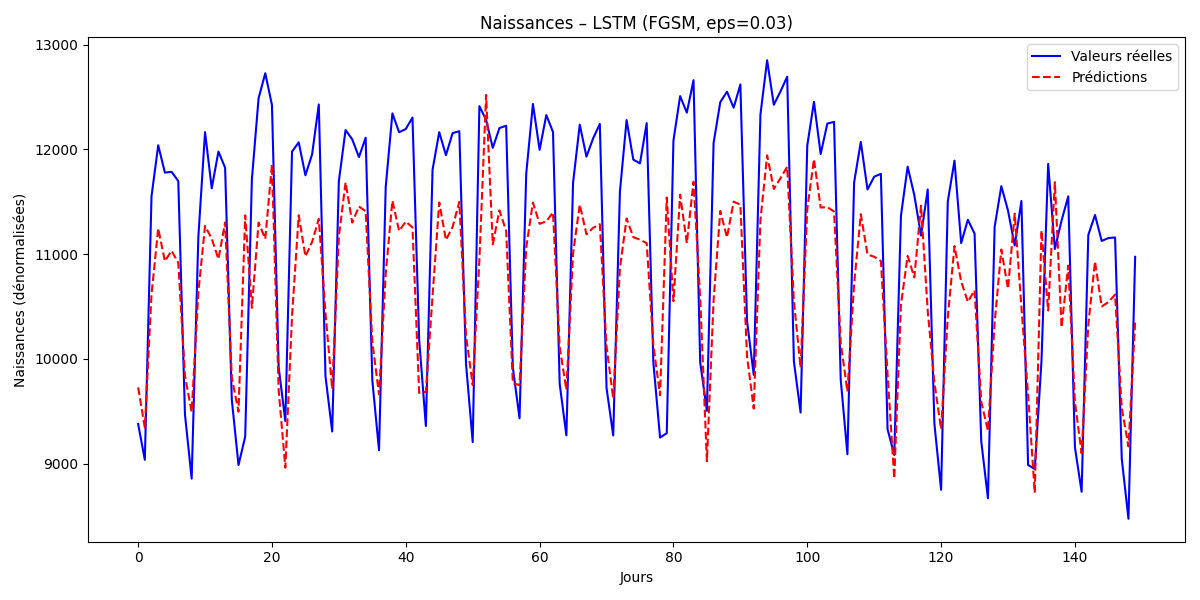 Naissances – LSTM (FGSM, eps=0.03)
Valeurs réelles
Prédictions
Naissances (dénormalisées)
13000
12000
11000
10000
9000
0 20 40 60 80 100 120 140
Jours